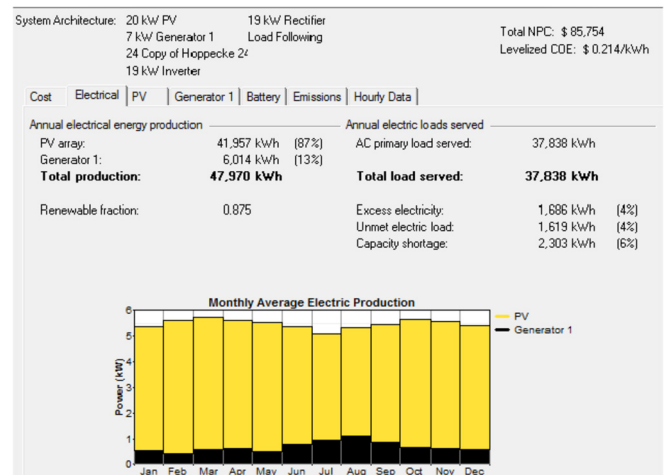 System Architecture: 20 kW PV 19 kW Rectifier
7 kW Generator 1 Load Following
24 Copy of Hoppecke 24
19 kW Inverter
Total NPC: $ 85,754
Levelized COE: $ 0.214/kWh
Cost Electrical PV Generator 1 Battery Emissions Hourly Data
Annual electrical energy production
PV array: 41,957 kWh (87%)
Generator 1: 6,014 kWh (13%)
Total production: 47,970 kWh
Renewable fraction: 0.875
Annual electric loads served
AC primary load served: 37,838 kWh
Total load served: 37,838 kWh
Excess electricity: 1,686 kWh (4%)
Unmet electric load: 1,619 kWh (4%)
Capacity shortage: 2,303 kWh (6%)
Monthly Average Electric Production
Power (kW)
6
5
4
3
2
1
0
Jan Feb Mar Apr May Jun Jul Aug Sep Oct Nov Dec
PV
Generator 1